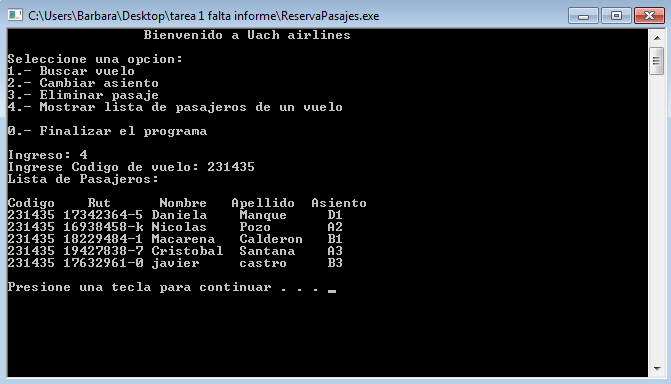 C:\Users\Barbara\Desktop\tarea 1 falta informe\ReservaPasajes.exe
Bienvenido a Uach airlines
Seleccione una opcion:
1.- Buscar vuelo
2.- Cambiar asiento
3.- Eliminar pasaje
4.- Mostrar lista de pasajeros de un vuelo
0.- Finalizar el programa
Ingreso: 4
Ingrese Codigo de vuelo: 231435
Lista de Pasajeros:
Codigo Rut Nombre Apellido Asiento
231435 17342364-5 Daniela Manque D1
231435 16938458-k Nicolas Pozo A2
231435 18229484-1 Macarena Calderon B1
231435 19427838-7 Cristobal Santana A3
231435 17632961-0 javier castro B3
Presione una tecla para continuar . . . _